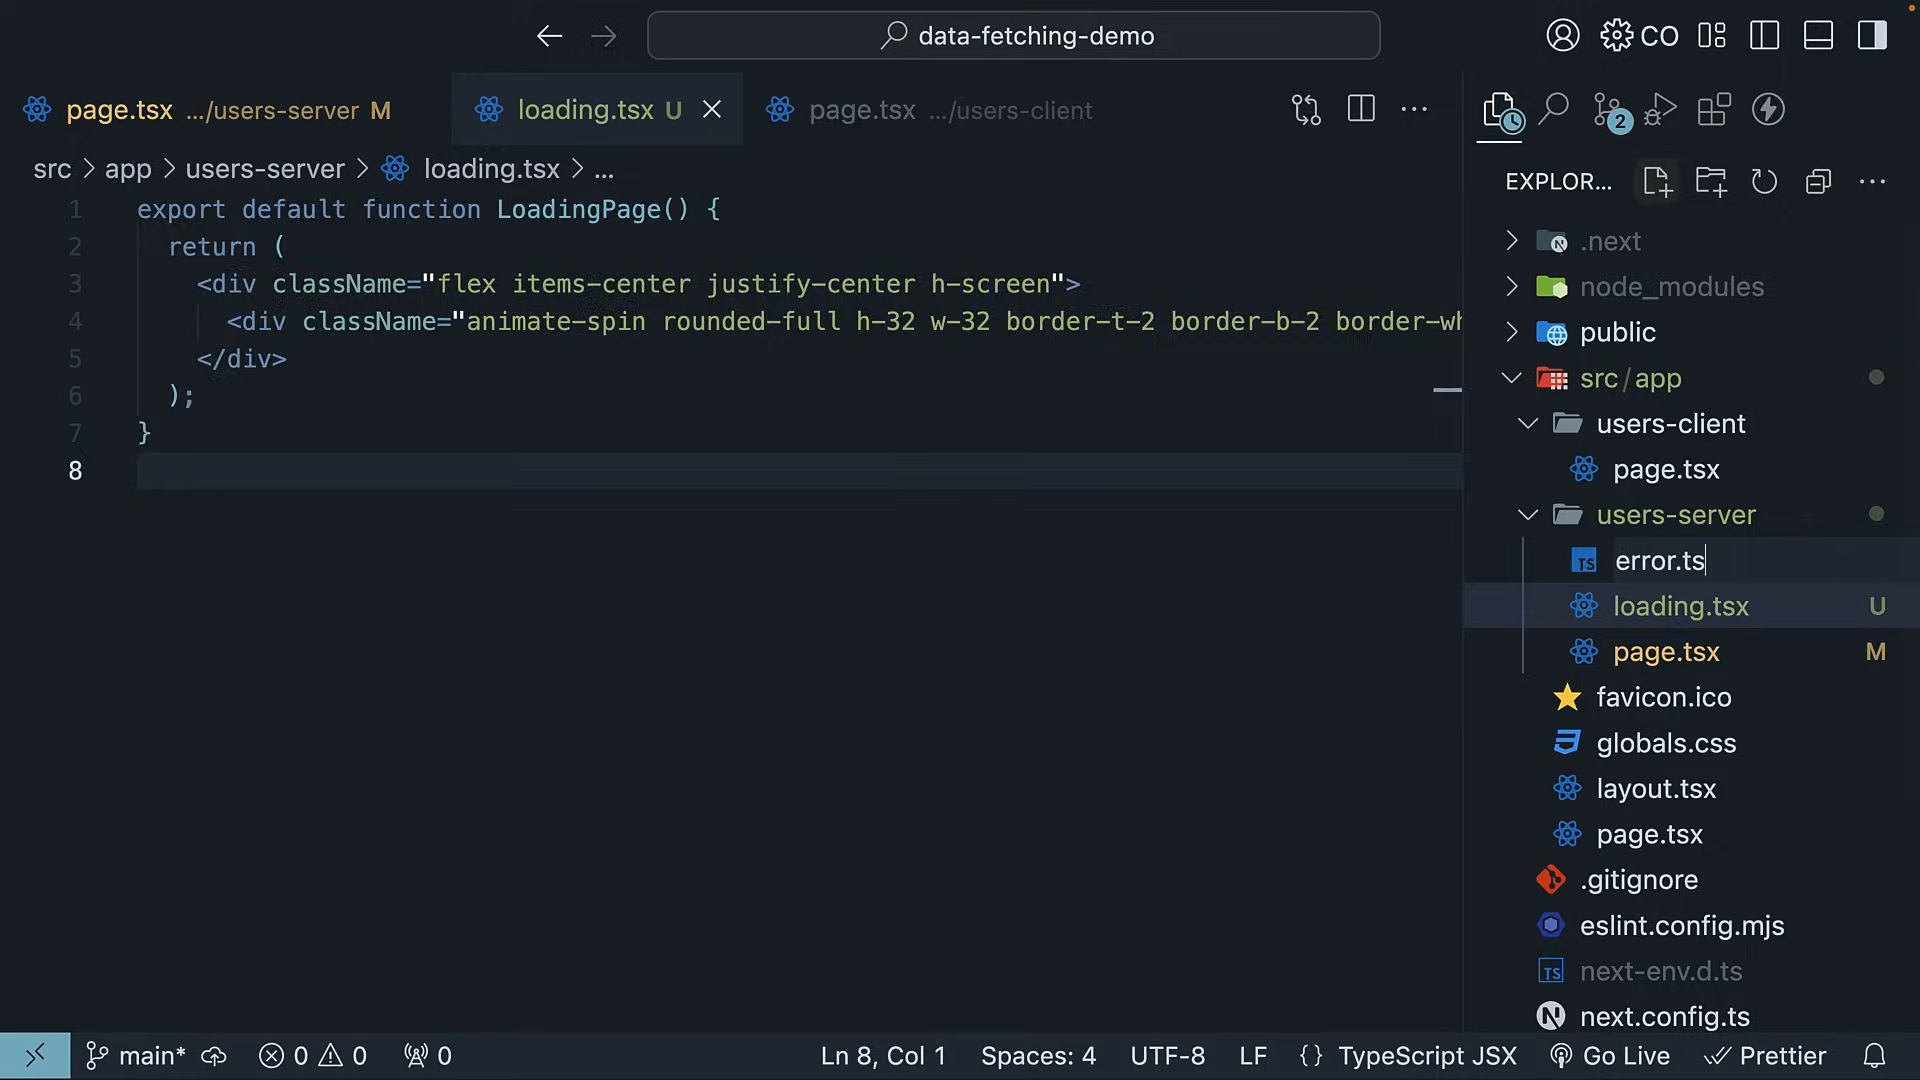 data-fetching-demo
CO
page.tsx .../users-server M
loading.tsx U
page.tsx .../users-client
2
src > app > users-server > loading.tsx > ...
EXPLOR...
1 export default function LoadingPage() {
2 return (
3 <div className="flex items-center justify-center h-screen">
4 <div className="animate-spin rounded-full h-32 w-32 border-t-2 border-b-2 border-wh
5 </div>
6 );
7 }
8
.next
node_modules
public
src/app
users-client
page.tsx
users-server
TS error.ts
loading.tsx U
page.tsx M
favicon.ico
globals.css
layout.tsx
page.tsx
.gitignore
eslint.config.mjs
TS next-env.d.ts
next.config.ts
main* 0 0 0 Ln 8, Col 1 Spaces: 4 UTF-8 LF {} TypeScript JSX Go Live Prettier